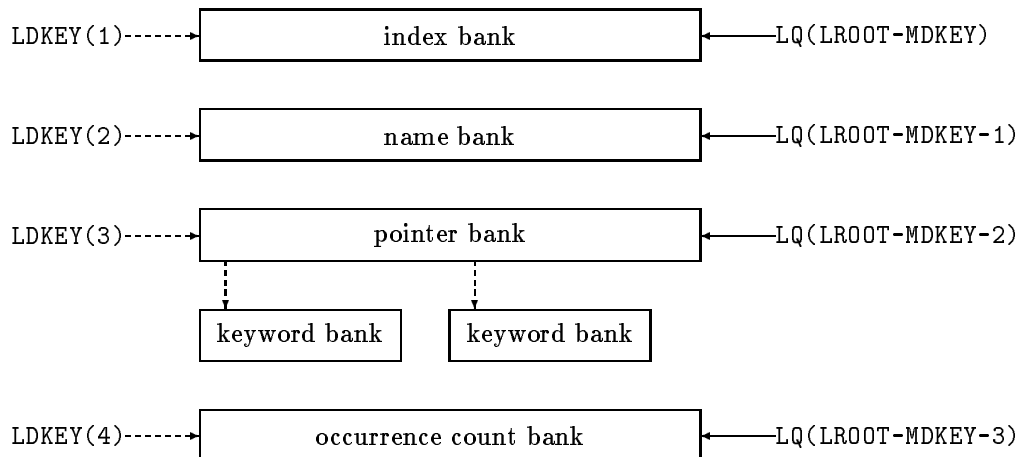 LDKEY(1) index bank LQ(LROOT-MDKEY)
LDKEY(2) name bank LQ(LROOT-MDKEY-1)
LDKEY(3) pointer bank LQ(LROOT-MDKEY-2)
keyword bank keyword bank
LDKEY(4) occurrence count bank LQ(LROOT-MDKEY-3)